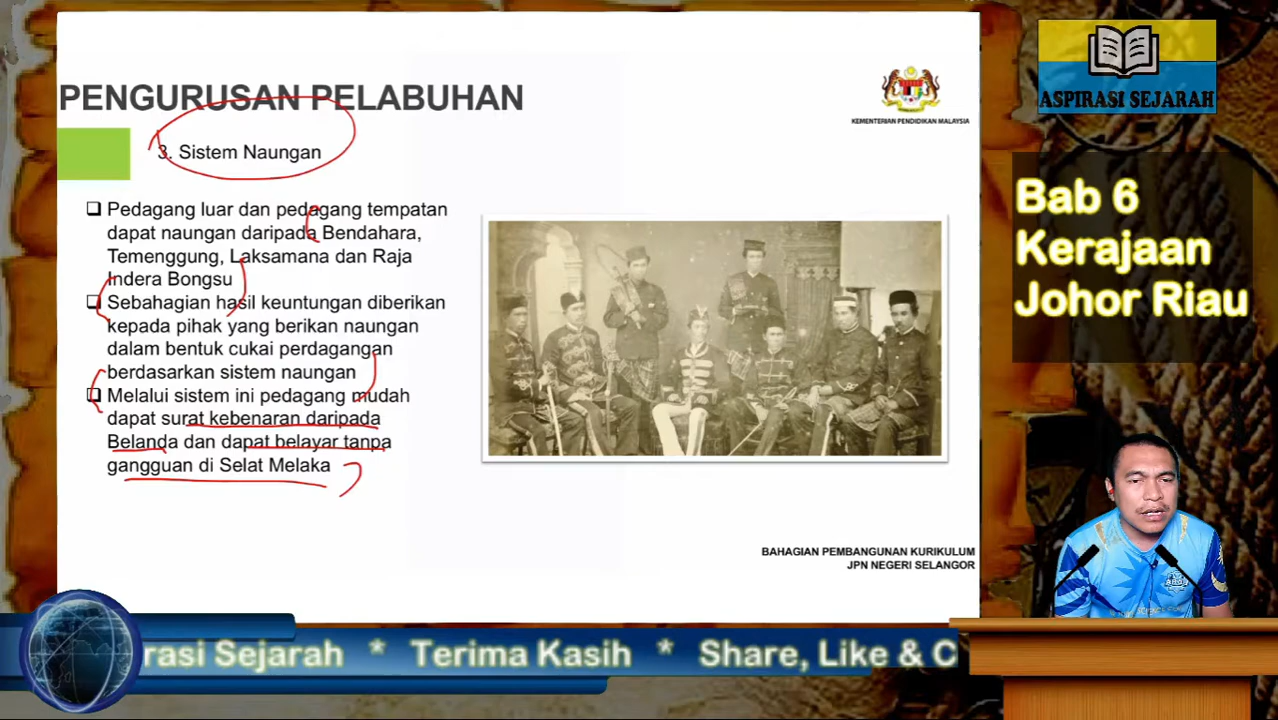 PENGURUSAN PELABUHAN
KEMENTERIAN PENDIDIKAN MALAYSIA
ASPIRASI SEJARAH
3. Sistem Naungan
Pedagang luar dan pedagang tempatan
dapat naungan daripada Bendahara,
Temenggung, Laksamana dan Raja
Indera Bongsu
Sebahagian hasil keuntungan diberikan
kepada pihak yang berikan naungan
dalam bentuk cukai perdagangan
berdasarkan sistem naungan
Melalui sistem ini pedagang mudah
dapat surat kebenaran daripada
Belanda dan dapat belayar tanpa
gangguan di Selat Melaka
Bab 6
Kerajaan
Johor Riau
BAHAGIAN PEMBANGUNAN KURIKULUM
JPN NEGERI SELANGOR
rasi Sejarah * Terima Kasih * Share, Like & C